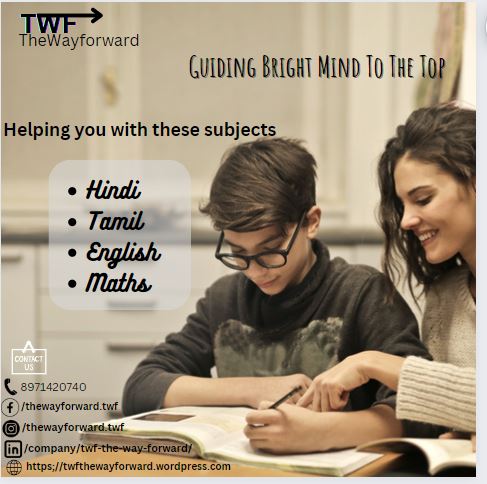 TWF
TheWayforward
Guiding Bright Mind To The Top
Helping you with these subjects
Hindi
Tamil
English
Maths
CONTACT US
8971420740
/thewayforward.twf
/thewayforward.twf
/company/twf-the-way-forward/
https://twfthewayforward.wordpress.com